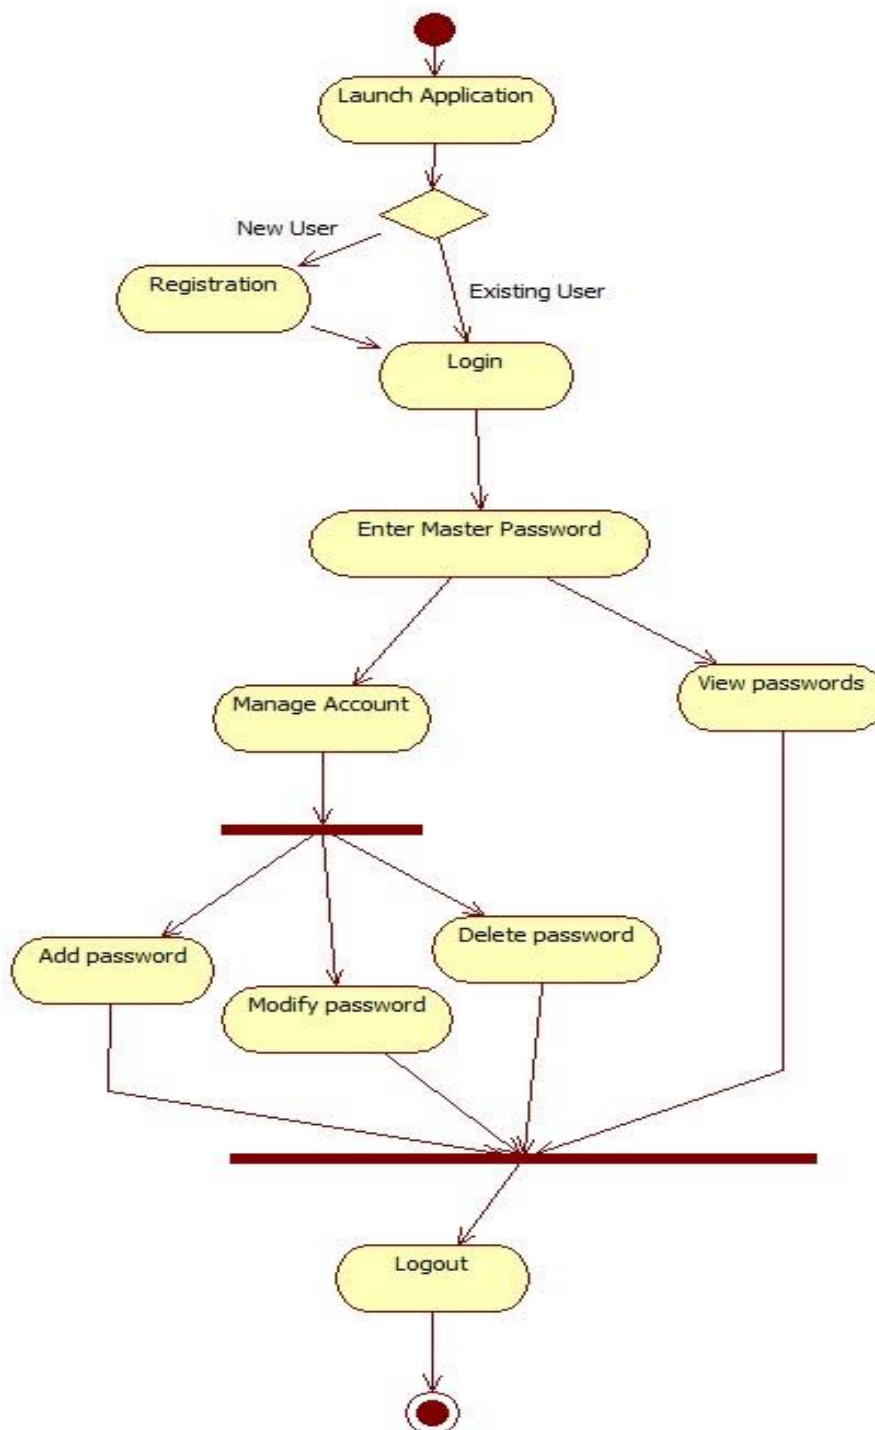 Launch Application
New User
Registration
Existing User
Login
Enter Master Password
View passwords
Manage Account
Delete password
Add password
Modify password
Logout